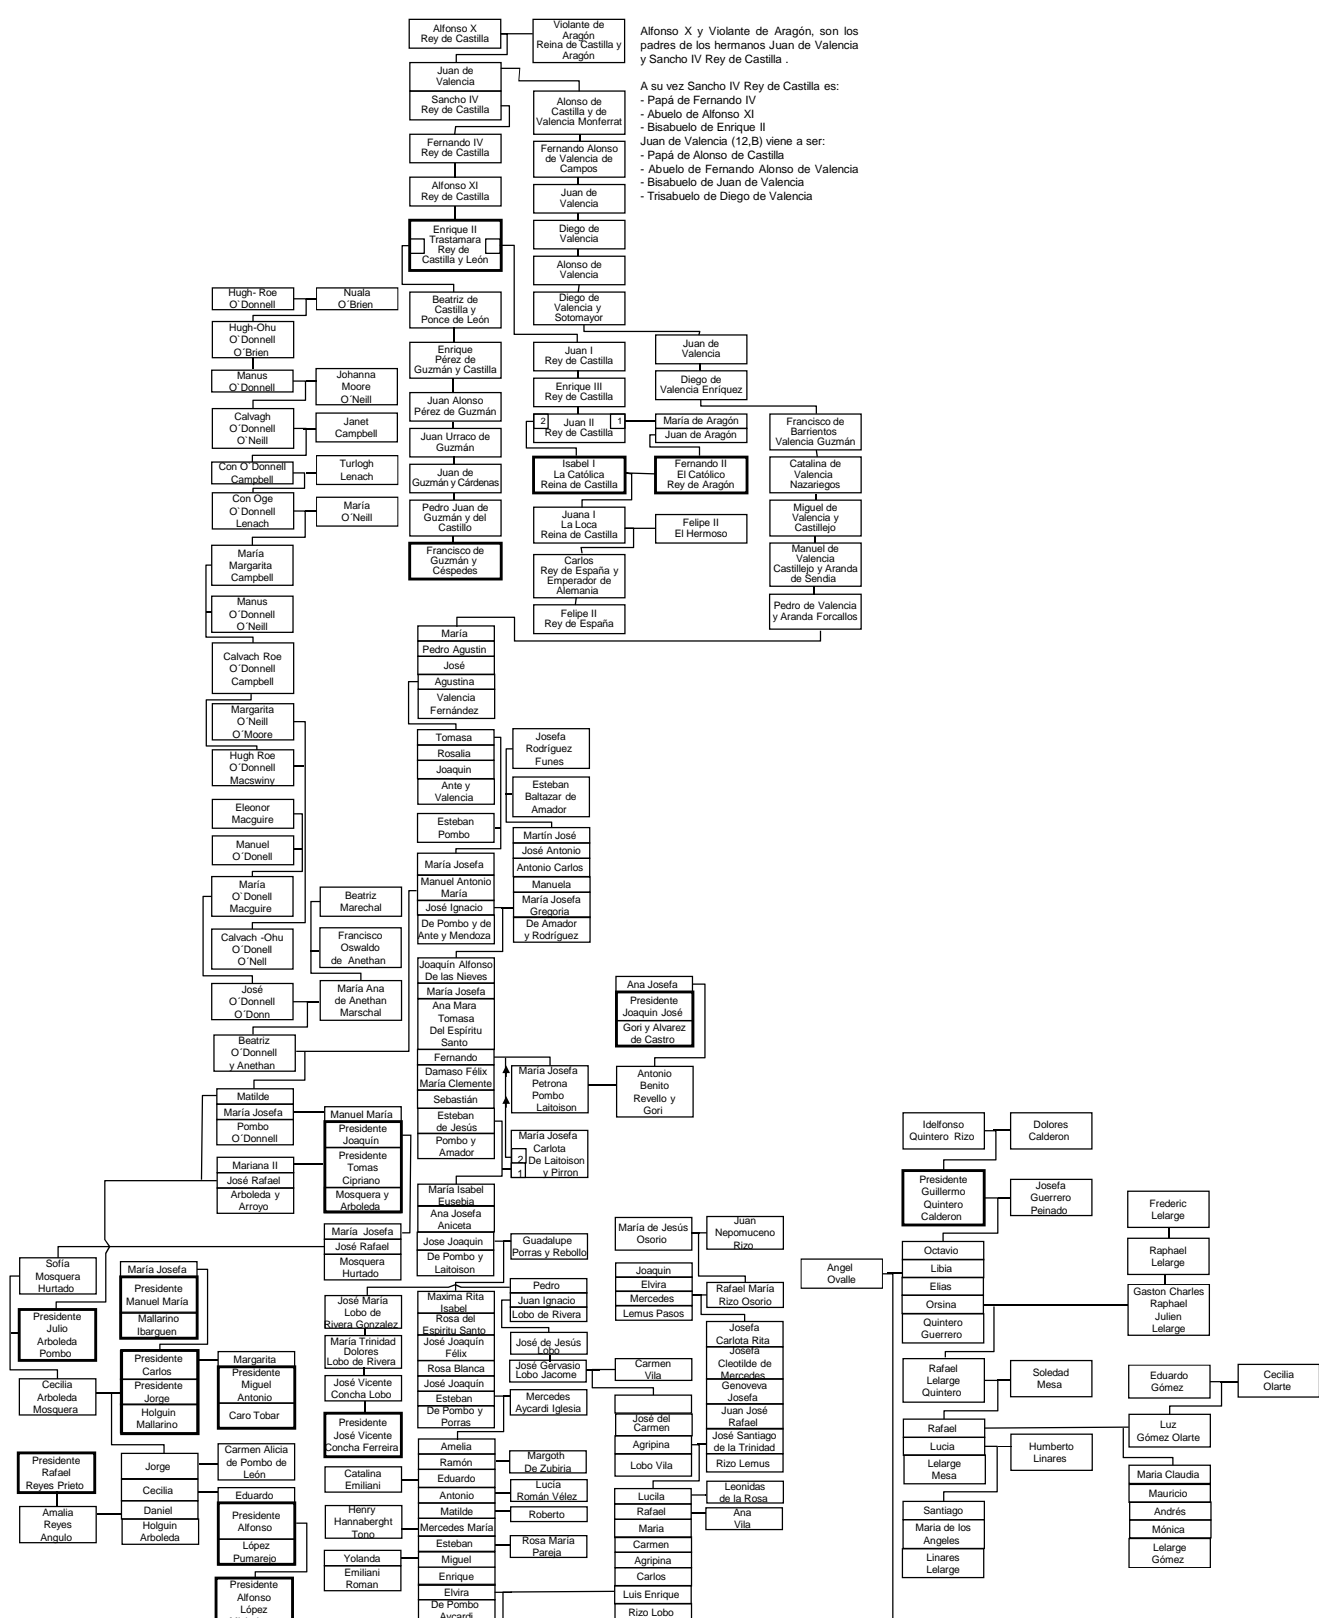 Alfonso X
Rey de Castilla
Violante de
Aragón
Reina de Castilla y
Aragón
Alfonso X y Violante de Aragón, son los
padres de los hermanos Juan de Valencia
y Sancho IV Rey de Castilla .
A su vez Sancho IV Rey de Castilla es:
- Papá de Fernando IV
- Abuelo de Alfonso XI
- Bisabuelo de Enrique II
Juan de Valencia (12,B) viene a ser:
- Papá de Alonso de Castilla
- Abuelo de Fernando Alonso de Valencia
- Bisabuelo de Juan de Valencia
- Trisabuelo de Diego de Valencia
Juan de
Valencia
Sancho IV
Rey de Castilla
Fernando IV
Rey de Castilla
Alfonso XI
Rey de Castilla
Enrique II
Trastamara
Rey de
Castilla y León
Alonso de
Castilla y de
Valencia Monferrat
Fernando Alonso
de Valencia de
Campos
Juan de
Valencia
Diego de
Valencia
Alonso de
Valencia
Diego de
Valencia y
Sotomayor
Hugh- Roe
O`Donnell
Nuala
O´Brien
Hugh-Ohu
O`Donnell
O´Brien
Manus
O`Donnell
Johanna
Moore
O´Neill
Calvagh
O´Donnell
O`Neill
Janet
Campbell
Con O`Donnell
Campbell
Turlogh
Lenach
Con Oge
O`Donnell
Lenach
María
O´Neill
María
Margarita
Campbell
Manus
O´Donnell
O´Neill
Calvach Roe
O´Donnell
Campbell
Margarita
O´Neill
O´Moore
Hugh Roe
O´Donnell
Macswiny
Eleonor
Macguire
Manuel
O´Donell
María
O`Donell
Macguire
Calvach -Ohu
O´Donell
O´Nell
José
O´Donnell
O´Donn
Beatriz
Marechal
Francisco
Oswaldo
de Anethan
María Ana
de Anethan
Marschal
Beatriz
O´Donnell
y Anethan
Beatriz de
Castilla y
Ponce de León
Enrique
Pérez de
Guzmán y Castilla
Juan Alonso
Pérez de Guzmán
Juan Urraco de
Guzmán
Juan de
Guzmán y Cárdenas
Pedro Juan de
Guzmán y del
Castillo
Francisco de
Guzmán y
Céspedes
Juan I
Rey de Castilla
Enrique III
Rey de Castilla
2
Juan II
Rey de Castilla
1
Isabel I
La Católica
Reina de Castilla
Juana I
La Loca
Reina de Castilla
Carlos
Rey de España y
Emperador de
Alemania
Felipe II
Rey de España
Juan de
Valencia
Diego de
Valencia Enríquez
María de Aragón
Juan de Aragón
Fernando II
El Católico
Rey de Aragón
Felipe II
El Hermoso
Francisco de
Barrientos
Valencia Guzmán
Catalina de
Valencia
Nazariegos
Miguel de
Valencia y
Castillejo
Manuel de
Valencia
Castillejo y Aranda
de Sendia
Pedro de Valencia
y Aranda Forcallos
María
Pedro Agustin
José
Agustina
Valencia
Fernández
Tomasa
Rosalia
Joaquin
Ante y
Valencia
Esteban
Pombo
Josefa
Rodríguez
Funes
Esteban
Baltazar de
Amador
María Josefa
Manuel Antonio
María
José Ignacio
De Pombo y de
Ante y Mendoza
Martín José
José Antonio
Antonio Carlos
Manuela
María Josefa
Gregoria
De Amador
y Rodríguez
Joaquín Alfonso
De las Nieves
María Josefa
Ana Mara
Tomasa
Del Espíritu
Santo
Fernando
Damaso Félix
María Clemente
Sebastián
Esteban
de Jesús
Pombo y
Amador
María Josefa
Petrona
Pombo
Laitoison
Ana Josefa
Presidente
Joaquin José
Gori y Alvarez
de Castro
Antonio
Benito
Revello y
Gori
María Josefa
Carlota
2 De Laitoison
1 y Pirron
Matilde
María Josefa
Pombo
O´Donnell
Mariana II
José Rafael
Arboleda y
Arroyo
Manuel María
Presidente
Joaquín
Presidente
Tomas
Cipriano
Mosquera y
Arboleda
María Josefa
José Rafael
Mosquera
Hurtado
María Isabel
Eusebia
Ana Josefa
Aniceta
Jose Joaquin
De Pombo y
Laitoison
Guadalupe
Porras y Rebollo
Sofía
Mosquera
Hurtado
Presidente
Julio
Arboleda
Pombo
Cecilia
Arboleda
Mosquera
María Josefa
Presidente
Manuel María
Mallarino
Ibarguen
Presidente
Carlos
Presidente
Jorge
Holguin
Mallarino
Margarita
Presidente
Miguel
Antonio
Caro Tobar
Presidente
Rafael
Reyes Prieto
Amalia
Reyes
Angulo
Jorge
Cecilia
Daniel
Holguin
Arboleda
Carmen Alicia
de Pombo de
León
Eduardo
Presidente
Alfonso
López
Pumarejo
Presidente
Alfonso
López
José María
Lobo de
Rivera Gonzalez
María Trinidad
Dolores
Lobo de Rivera
José Vicente
Concha Lobo
Presidente
José Vicente
Concha Ferreira
Catalina
Emiliani
Henry
Hannaberght
Tono
Yolanda
Emiliani
Roman
Maxima Rita
Isabel
Rosa del
Espiritu Santo
José Joaquín
Félix
Rosa Blanca
José Joaquín
Esteban
De Pombo y
Porras
Pedro
Juan Ignacio
Lobo de Rivera
José de Jesús
Lobo
José Gervasio
Lobo Jacome
Mercedes
Aycardi Iglesia
Amelia
Ramón
Eduardo
Antonio
Matilde
Mercedes María
Esteban
Miguel
Enrique
Elvira
De Pombo
Aycardi
Margoth
De Zubiria
Lucía
Román Vélez
Roberto
Rosa María
Pareja
María de Jesús
Osorio
Juan
Nepomuceno
Rizo
Joaquin
Elvira
Mercedes
Lemus Pasos
Rafael María
Rizo Osorio
Josefa
Carlota Rita
Josefa
Cleotilde de
Mercedes
Genoveva
Josefa
Juan José
Rafael
José Santiago
de la Trinidad
Rizo Lemus
Carmen
Vila
José del
Carmen
Agripina
Lobo Vila
Lucila
Rafael
Maria
Carmen
Agripina
Carlos
Luis Enrique
Rizo Lobo
Leonidas
de la Rosa
Ana
Vila
Angel
Ovalle
Idelfonso
Quintero Rizo
Dolores
Calderon
Presidente
Guillermo
Quintero
Calderon
Josefa
Guerrero
Peinado
Octavio
Libia
Elias
Orsina
Quintero
Guerrero
Frederic
Lelarge
Raphael
Lelarge
Gaston Charles
Raphael
Julien
Lelarge
Rafael
Lelarge
Quintero
Soledad
Mesa
Rafael
Lucia
Lelarge
Mesa
Humberto
Linares
Santiago
Maria de los
Angeles
Linares
Lelarge
Eduardo
Gómez
Cecilia
Olarte
Luz
Gómez Olarte
Maria Claudia
Mauricio
Andrés
Mónica
Lelarge
Gómez